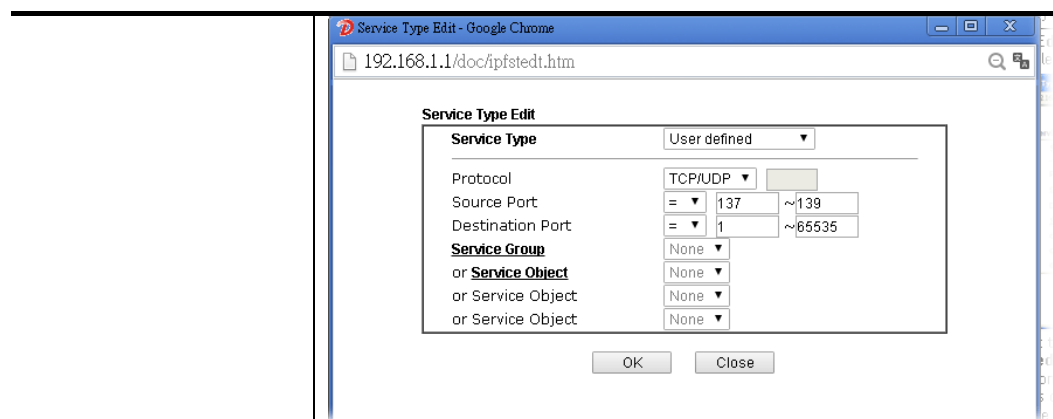 Service Type Edit - Google Chrome
192.168.1.1/doc/ipfstedt.htm
Service Type Edit
Service Type User defined
Protocol TCP/UDP
Source Port = 137 ~139
Destination Port = 1 ~65535
Service Group None
or Service Object None
or Service Object None
or Service Object None
OK Close